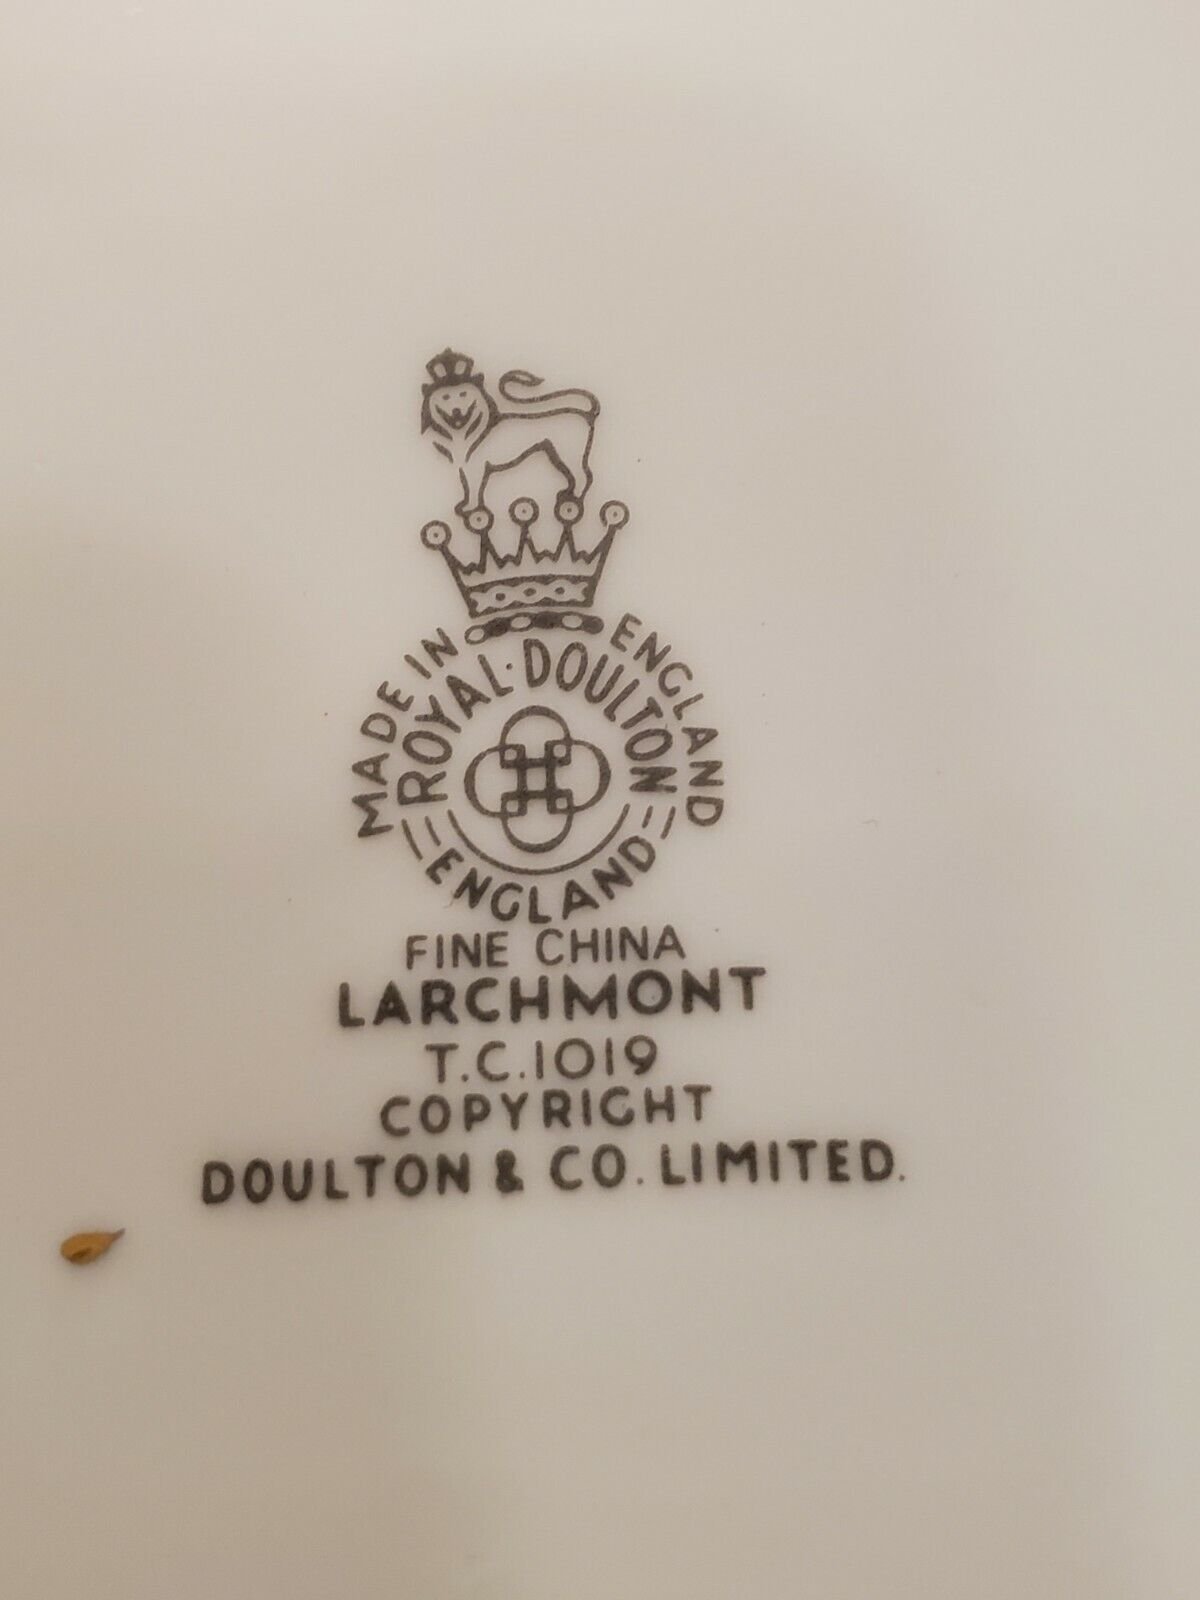 MADE IN ENGLAND
ROYAL·DOULTON
ENGLAND
FINE CHINA
LARCHMONT
T.C.1019
COPYRIGHT
DOULTON & CO. LIMITED.